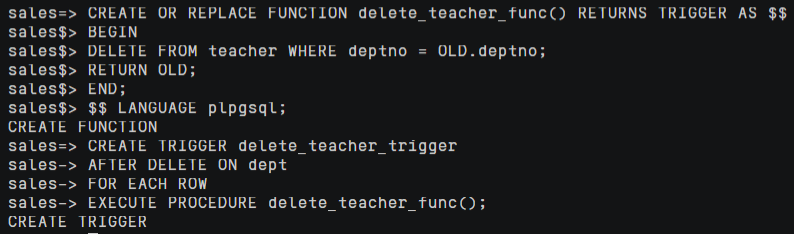 sales=> CREATE OR REPLACE FUNCTION delete_teacher_func() RETURNS TRIGGER AS $$
sales$> BEGIN
sales$> DELETE FROM teacher WHERE deptno = OLD.deptno;
sales$> RETURN OLD;
sales$> END;
sales$> $$ LANGUAGE plpgsql;
CREATE FUNCTION
sales=> CREATE TRIGGER delete_teacher_trigger
sales-> AFTER DELETE ON dept
sales-> FOR EACH ROW
sales-> EXECUTE PROCEDURE delete_teacher_func();
CREATE TRIGGER